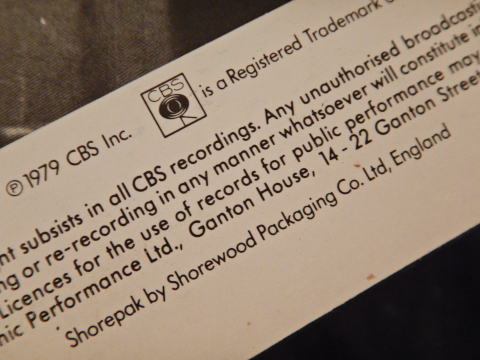 ℗ 1979 CBS Inc. CBS is a Registered Trademark
subsists in all CBS recordings. Any unauthorised
or re-recording in any manner whatsoever will constitute
Licences for the use of records for public performance may
Performance Ltd., Ganton House, 14-22 Ganton Street
Shorepak by Shorewood Packaging Co. Ltd, England